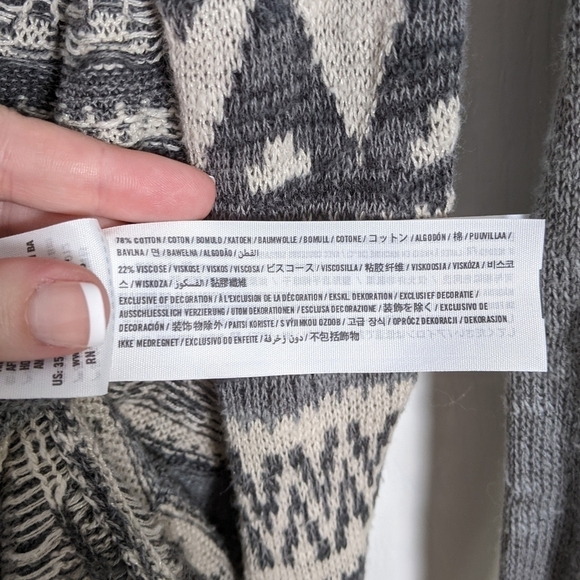 78% COTTON / COTON / BOMULD / KATOEN / BAUMWOLLE / BOMULL / COTONE / コットン / ALGODÓN / 棉 / PUUVILLAA /
BAVLNA / 면 / BAWEŁNA / ALGODÃO / القطن
22% VISCOSE / VISKOSE / VISKOS / VISCOSA / ビスコース / VISCOSILLA / 粘胶纤维 / VISKOOSIA / VISKÓZA / 비스코
스 / WISKOZA / الفسكوز / 黏膠纖維
EXCLUSIVE OF DECORATION / À L'EXCLUSION DE LA DÉCORATION / EKSKL. DEKORATION / EXCLUSIEF DECORATIE /
AUSSCHLIESSLICH VERZIERUNG / UTOM DEKORATIONEN / ESCLUSA DECORAZIONE / 装飾を除く / EXCLUSIVO DE
DECORACIÓN / 装饰物除外 / PAITSI KORISTE / S VÝJIMKOU OZDOB / 고급 장식 / OPRÓCZ DEKORACJI / DEKORASJON
IKKE MEDREGNET / EXCLUSIVO DO ENFEITE / دون زخرفة / 不包括飾物
BA
RN
US: 35